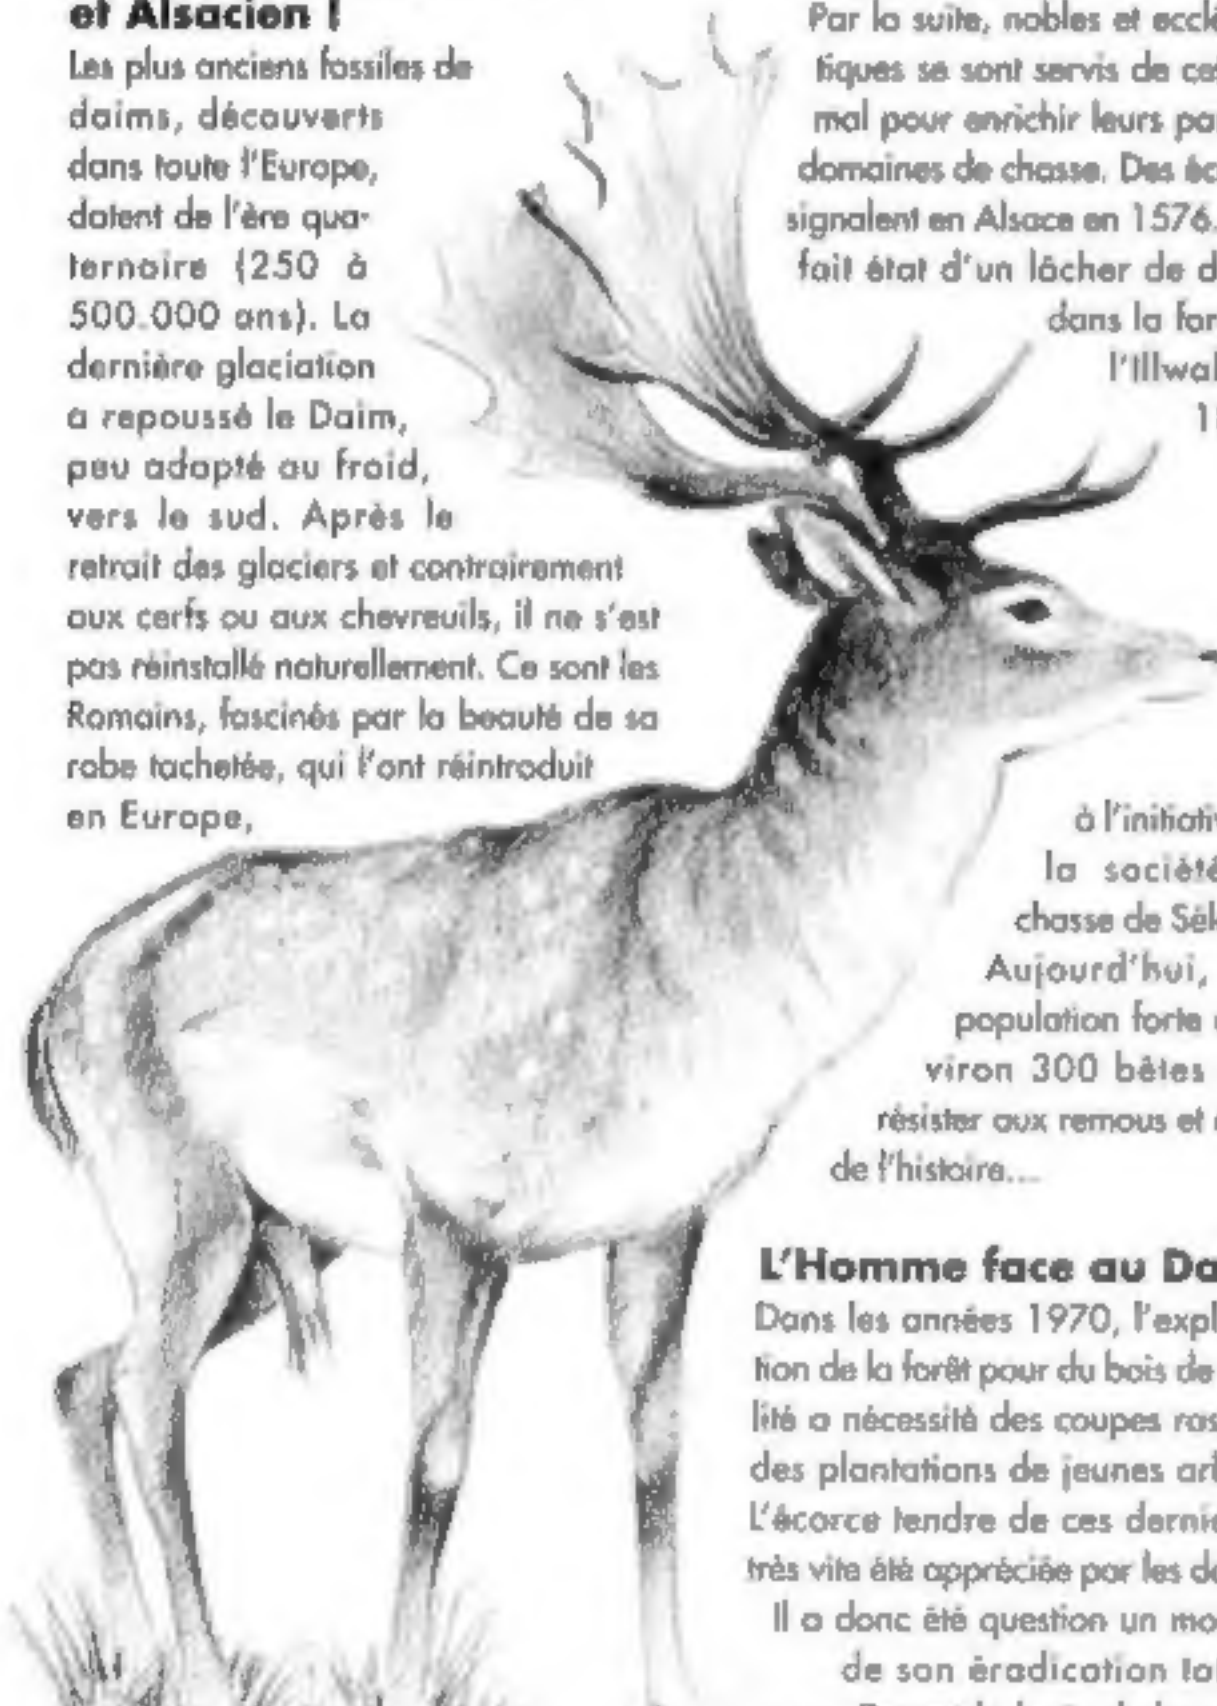 et Alsacien !
Les plus anciens fossiles de
daims, découverts
dans toute l'Europe,
datent de l'ère qua-
ternaire (250 à
500.000 ans). La
dernière glaciation
a repoussé le Daim,
peu adapté au froid,
vers le sud. Après le
retrait des glaciers et contrairement
aux cerfs ou aux chevreuils, il ne s'est
pas réinstallé naturellement. Ce sont les
Romains, fascinés par la beauté de sa
robe tachetée, qui l'ont réintroduit
en Europe,
Par la suite, nobles et ecclé
tiques se sont servis de ce
mal pour enrichir leurs pa
domaines de chasse. Des éc
signalent en Alsace en 1576.
fait état d'un lâcher de d
dans la for
l'Illwal
1
à l'initiativ
la société
chasse de Sél
Aujourd'hui,
population forte
viron 300 bêtes
résister aux remous et
de l'histoire...
L'Homme face au Da
Dans les années 1970, l'expl
tion de la forêt pour du bois de
lité a nécessité des coupes ras
des plantations de jeunes ar
L'écorce tendre de ces dernie
très vite été appréciée par les d
Il a donc été question un mo
de son éradication to